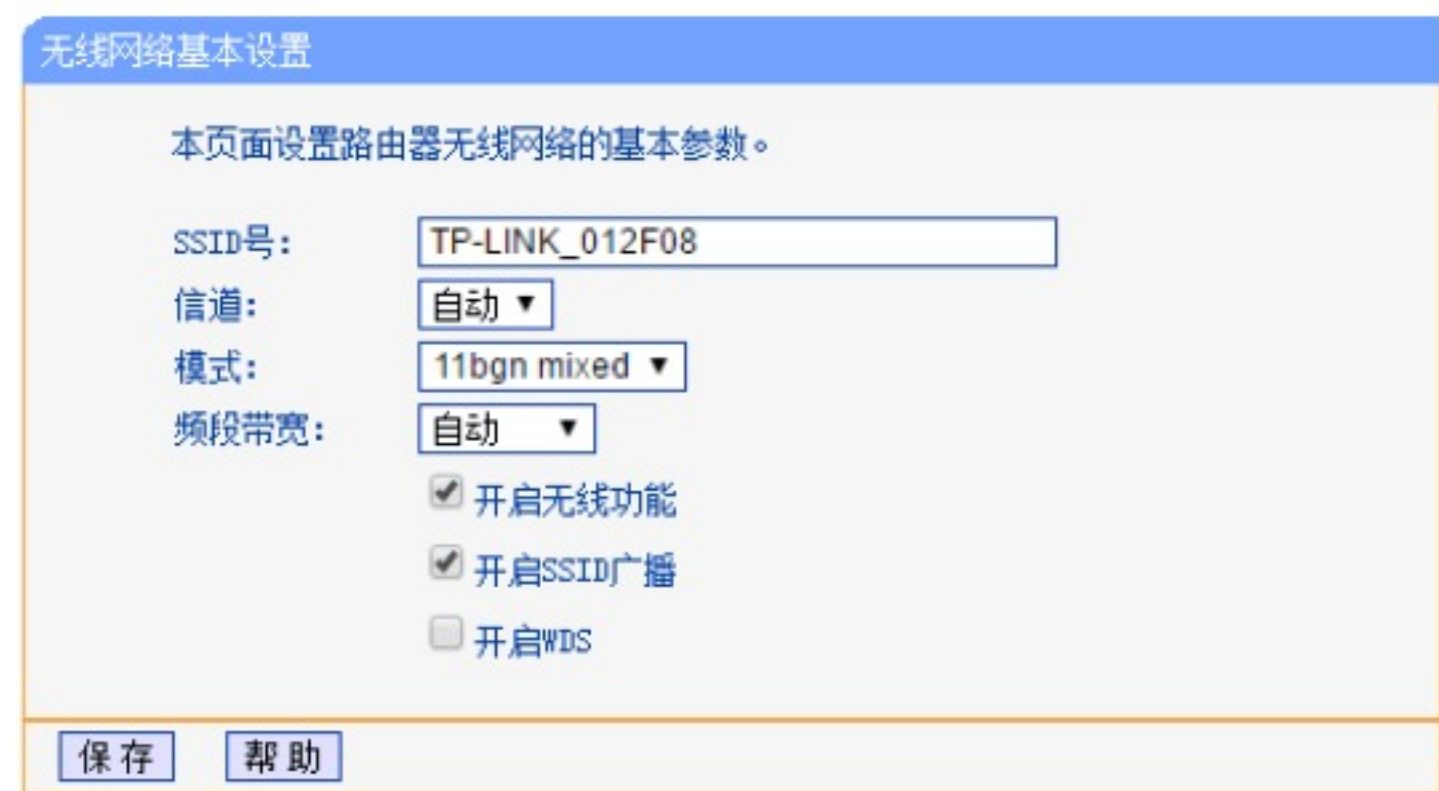 无线网络基本设置
本页面设置路由器无线网络的基本参数。
SSID号: TP-LINK_012F08
信道: 自动
模式: 11bgn mixed
频段带宽: 自动
开启无线功能
开启SSID广播
开启WDS
保 存 帮 助